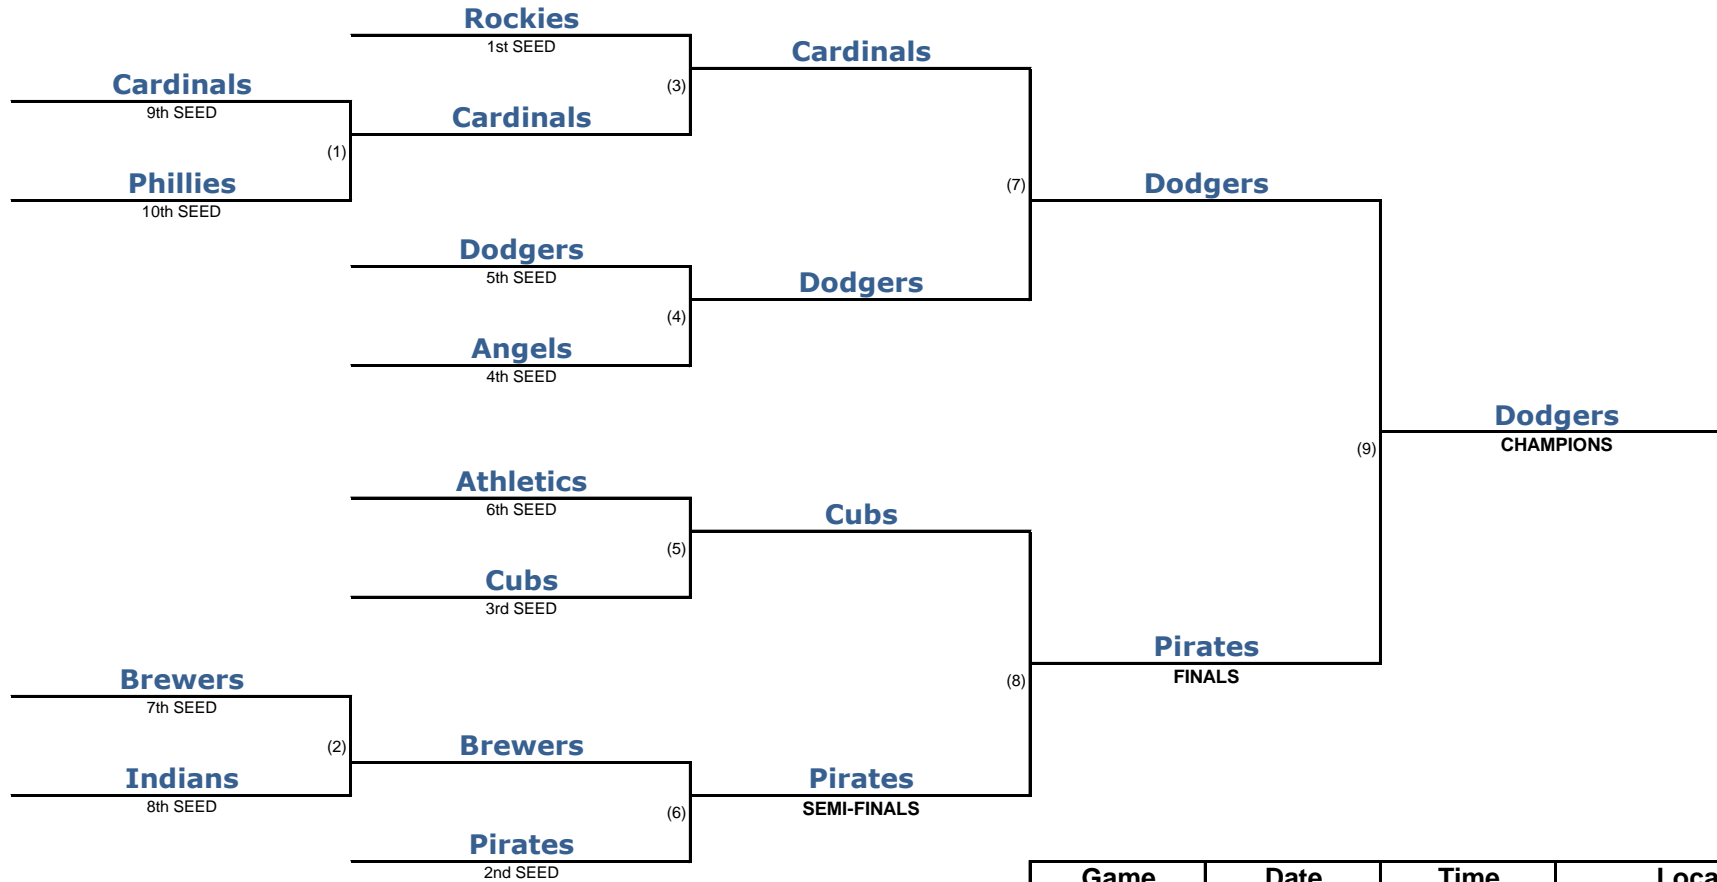 Rockies
1st SEED
Cardinals
(3)
Cardinals
9th SEED
Cardinals
(1)
Phillies
10th SEED
(7)
Dodgers
Dodgers
5th SEED
Dodgers
(4)
Angels
4th SEED
Dodgers
CHAMPIONS
(9)
Athletics
6th SEED
Cubs
(5)
Cubs
3rd SEED
Pirates
FINALS
(8)
Brewers
7th SEED
(2)
Brewers
Indians
8th SEED
Pirates
SEMI-FINALS
(6)
Pirates
2nd SEED
Game Date Time